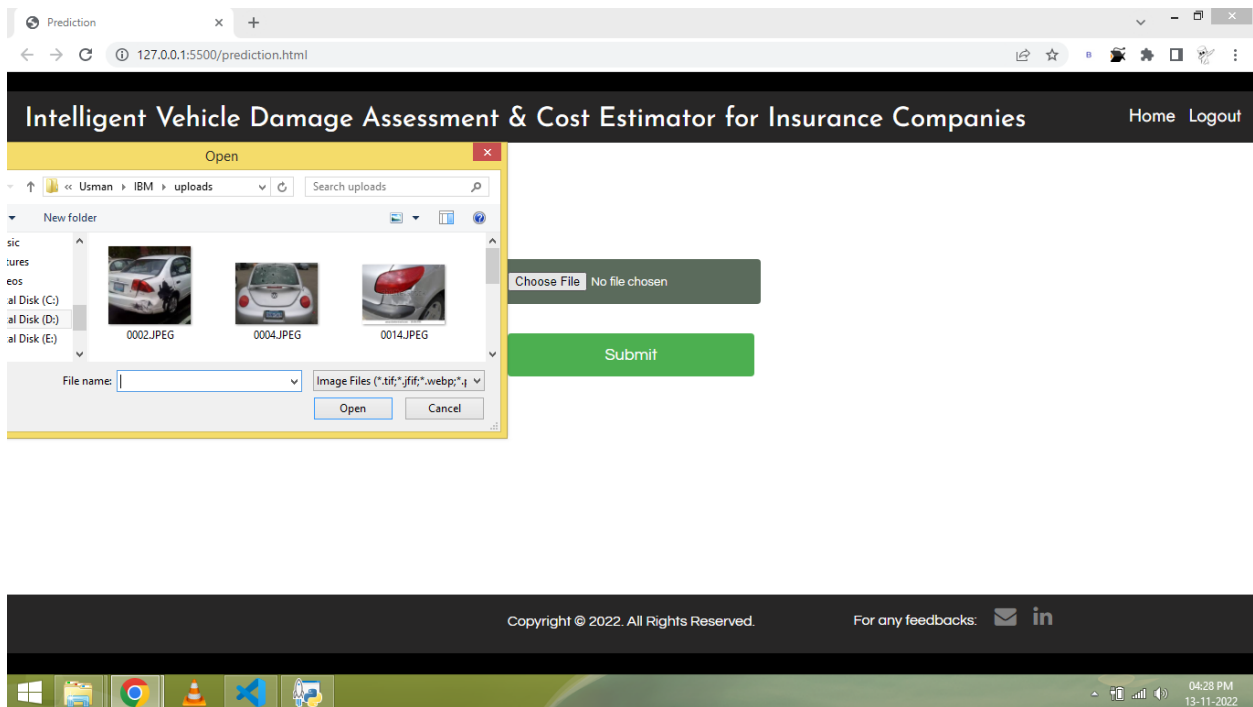 Prediction
127.0.0.1:5500/prediction.html
Intelligent Vehicle Damage Assessment & Cost Estimator for Insurance Companies
Home Logout
Open
« Usman IBM uploads
Search uploads
New folder
sic
tures
eos
al Disk (C:)
al Disk (D:)
al Disk (E:)
0002.JPEG
0004.JPEG
0014.JPEG
File name:
Image Files (*.tif;*.jfif;*.webp;*.p
Open
Cancel
Choose File No file chosen
Submit
Copyright © 2022. All Rights Reserved.
For any feedbacks:
in
04:28 PM
13-11-2022